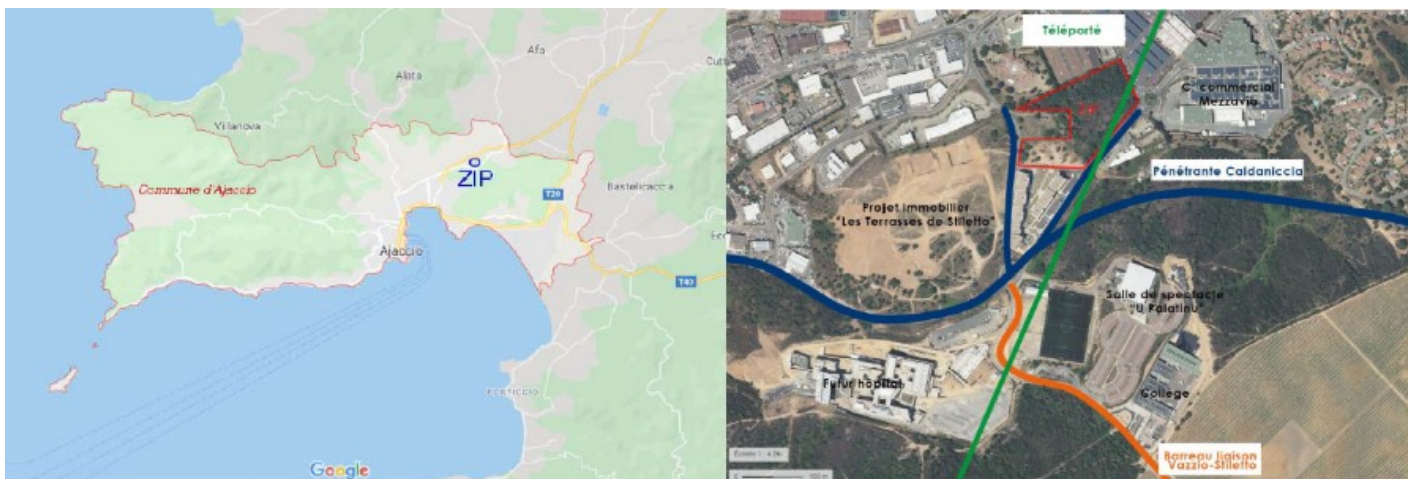 Afa
Alata
Villanova
ZIP
Commune d'Ajaccio
T20
Bastelicaccia
Ajaccio
T40
PORTICCIO
Google
Téléporté
C. commercial
Mezzavia
ZIP
Pénétrante Caldaniccia
Projet immobilier
"Les Terrasses de Stiletto"
Salle de spectacle
"U Palatinu"
Futur hôpital
Collège
Barreau liaison
Vazzio-Stiletto